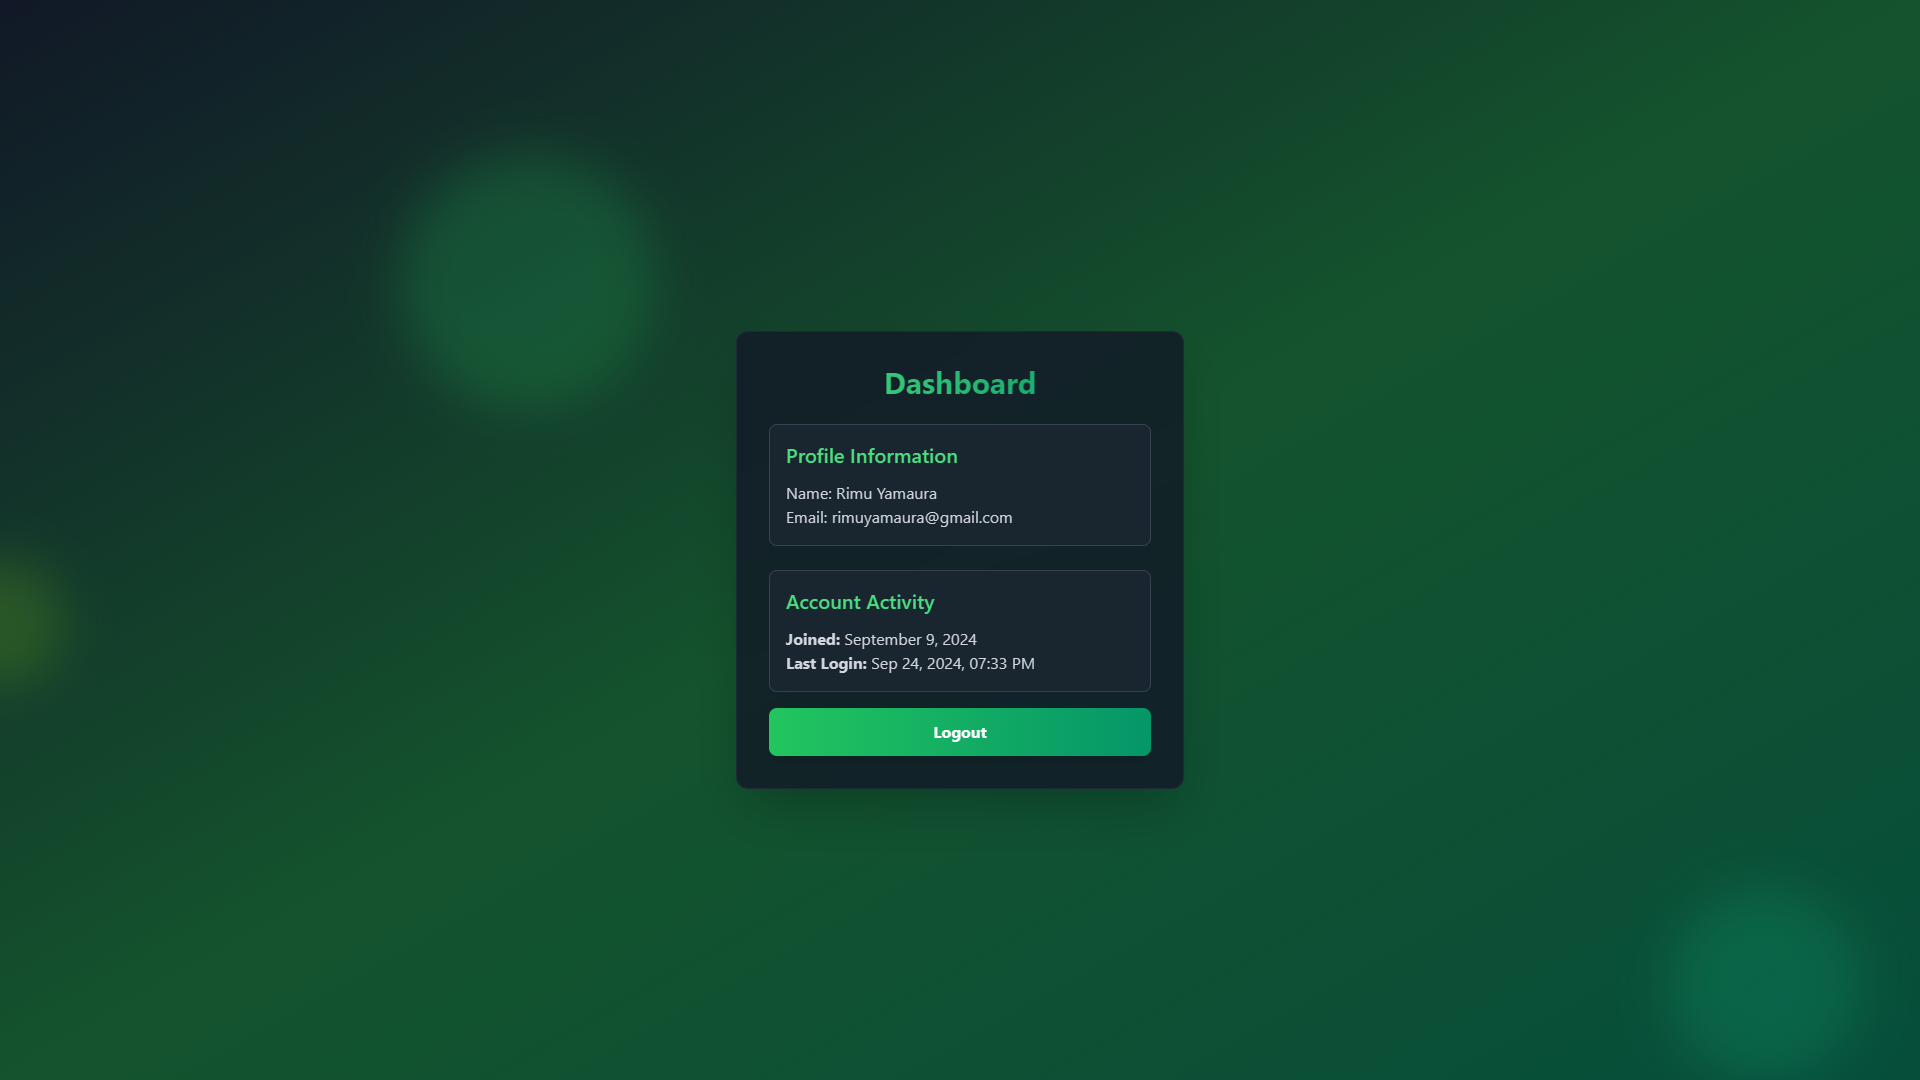 Dashboard
Profile Information
Name: Rimu Yamaura
Email: rimuyamaura@gmail.com
Account Activity
Joined: September 9, 2024
Last Login: Sep 24, 2024, 07:33 PM
Logout